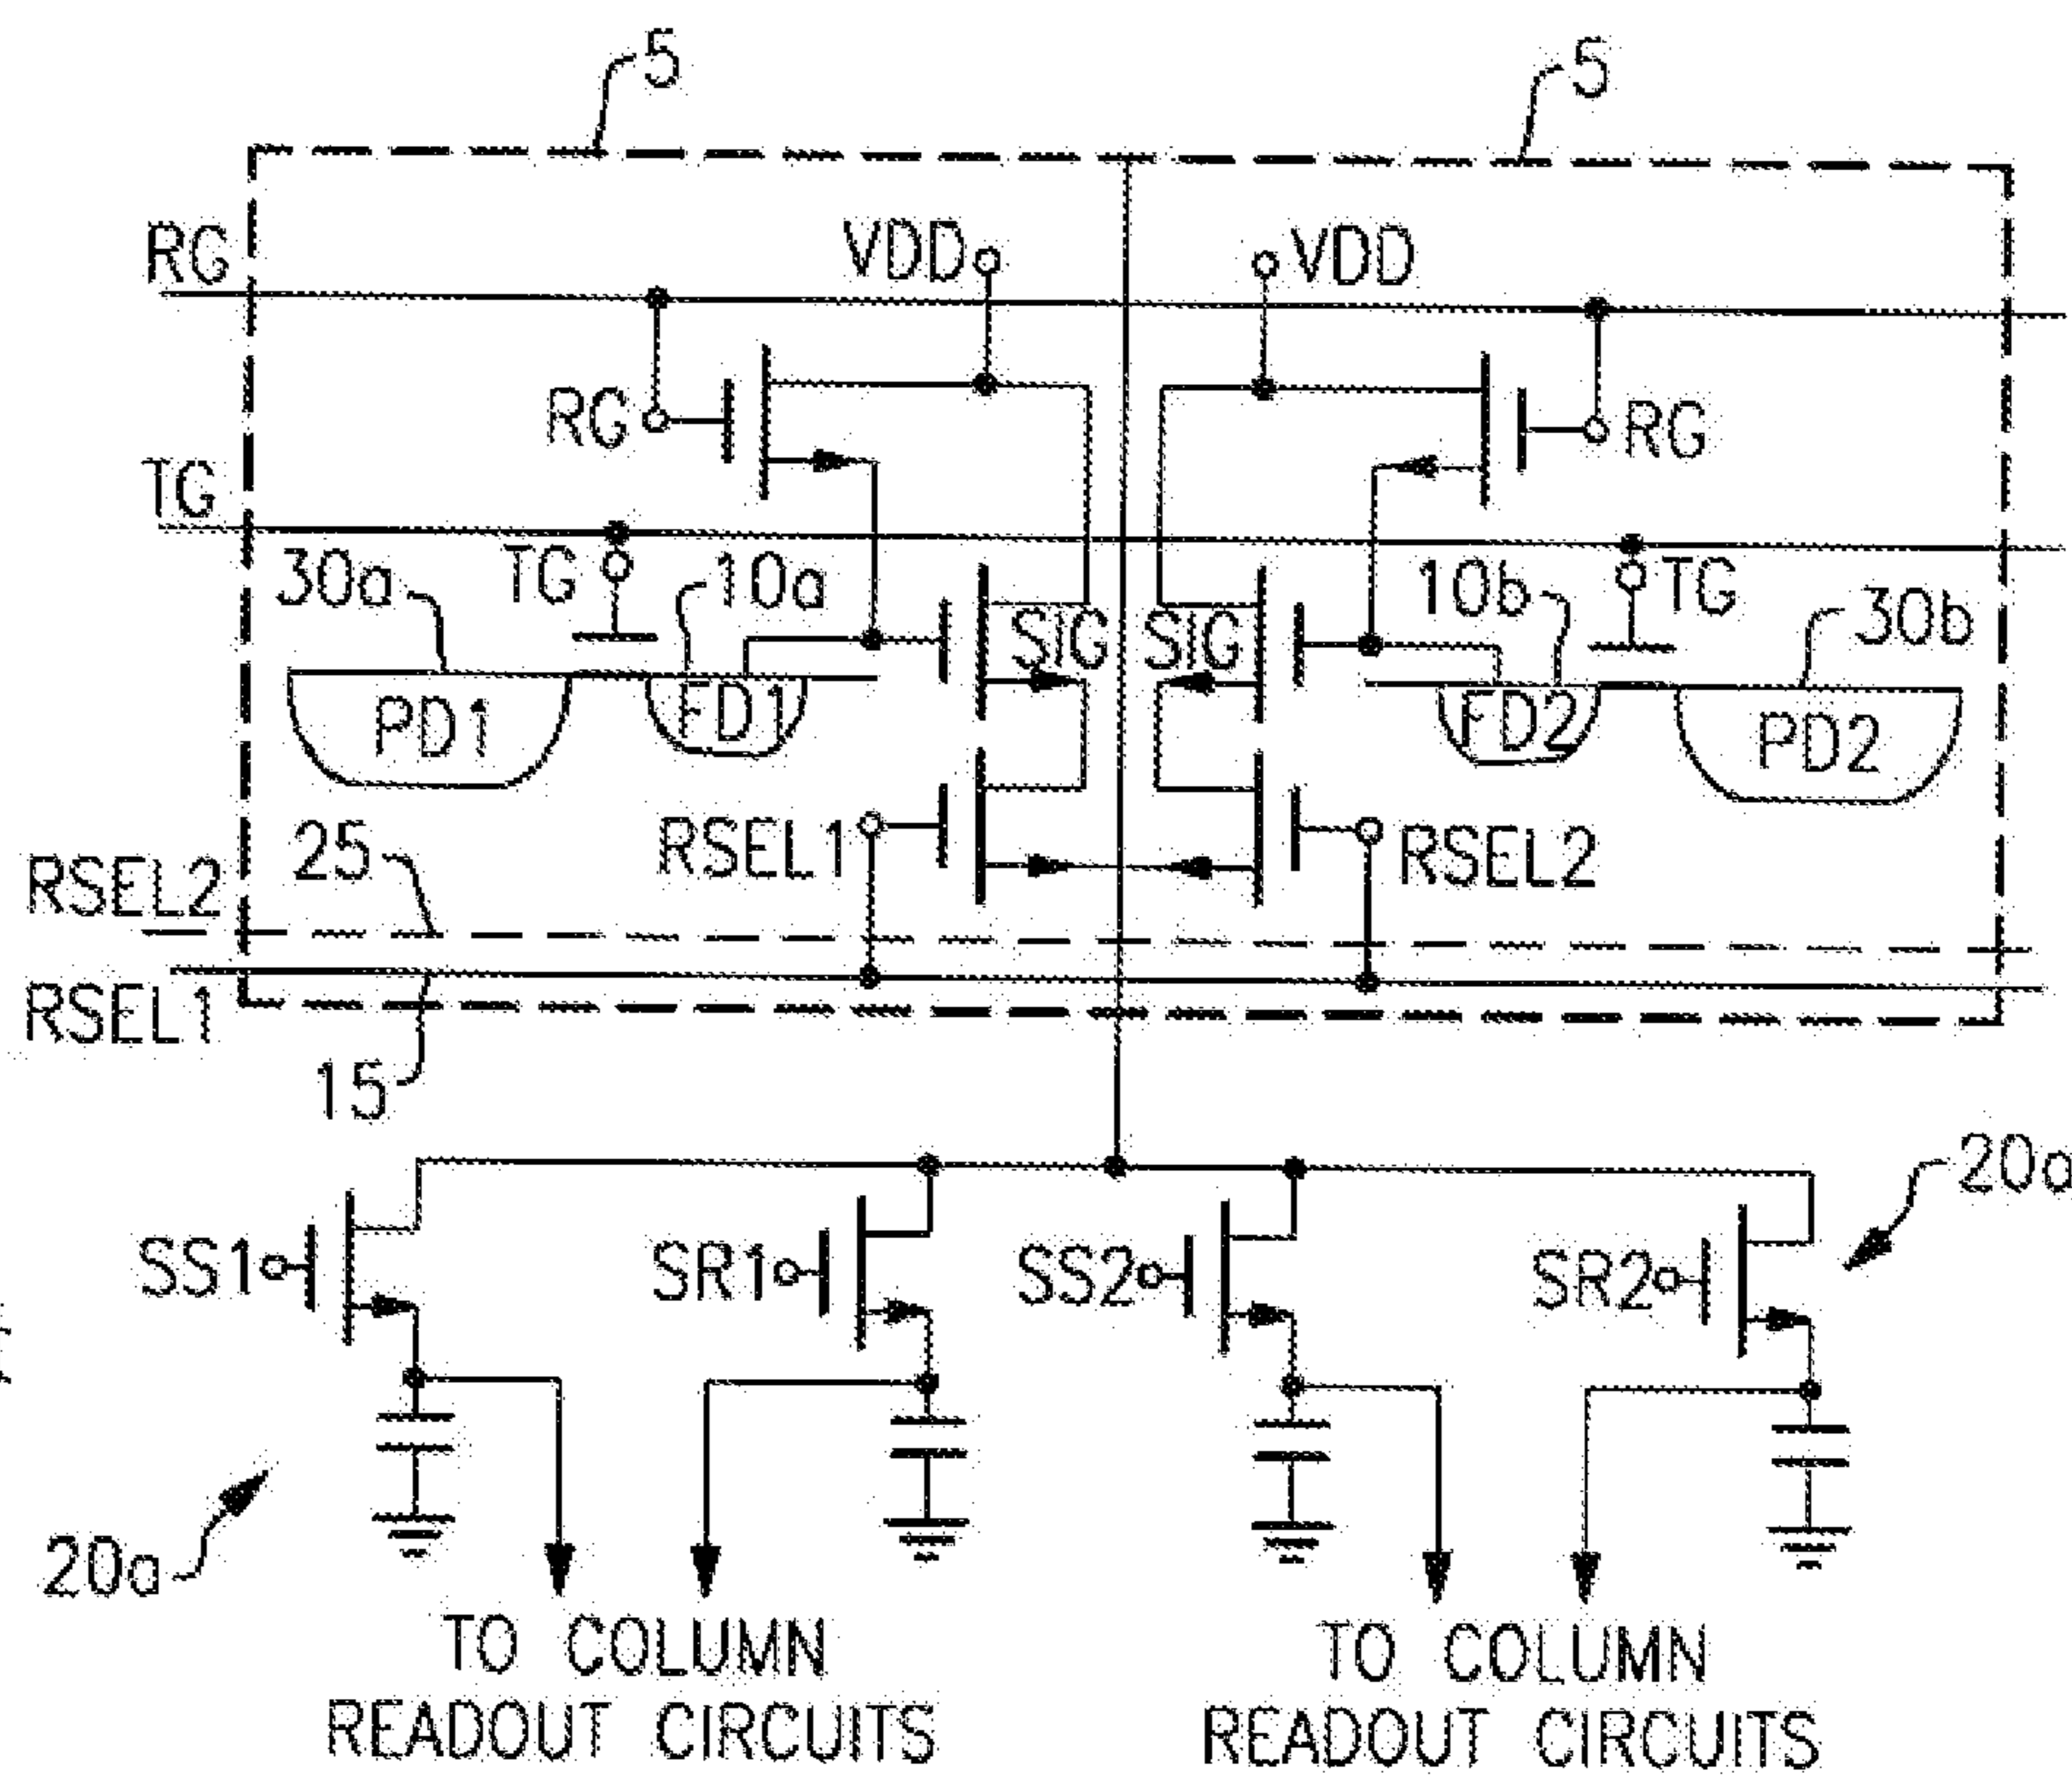 5
5
RG
VDD
VDD
RG
RG
TG
30a
TG
10a
SIG
SIG
10b
TG
30b
PD1
FD1
FD2
PD2
RSEL1
RSEL2
RSEL2
25
RSEL1
15
20a
SS1
SR1
SS2
SR2
20a
TO COLUMN
READOUT CIRCUITS
TO COLUMN
READOUT CIRCUITS